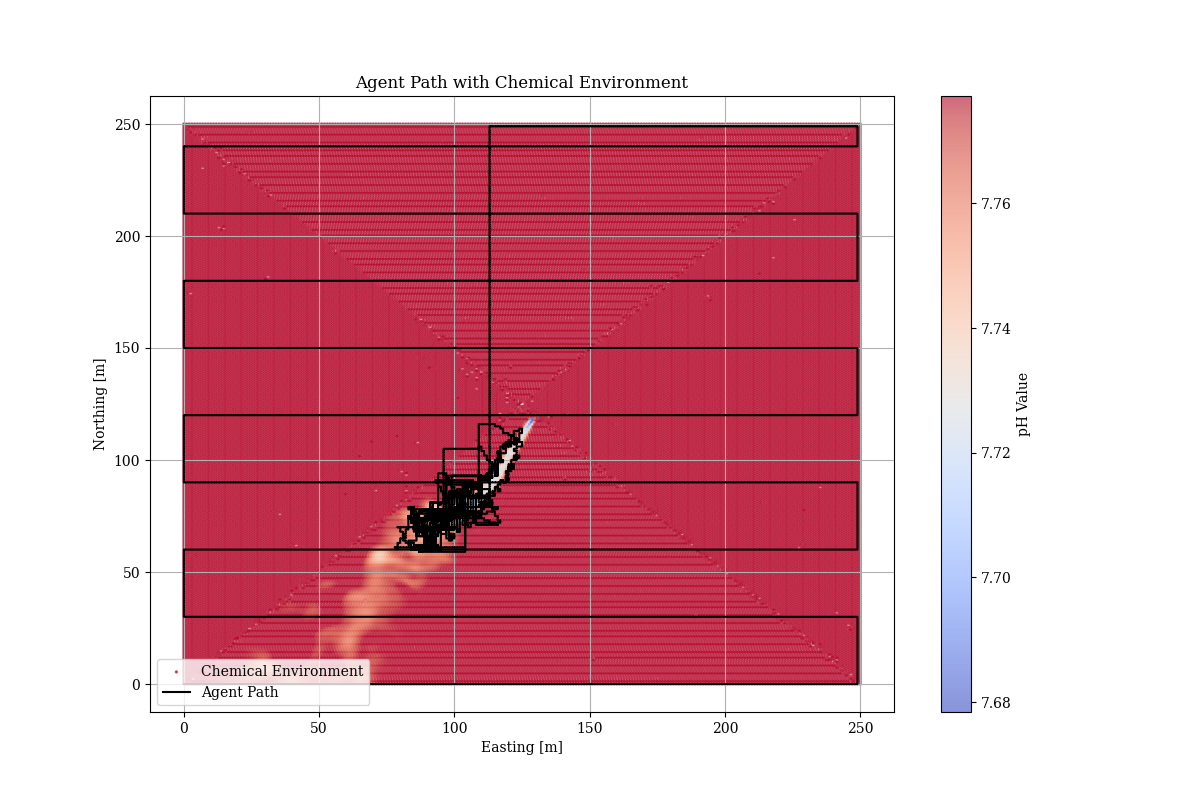 Agent Path with Chemical Environment
250
200
150
100
50
0
Northing [m]
0 50 100 150 200 250
Easting [m]
Chemical Environment
Agent Path
7.76
7.74
7.72
7.70
7.68
pH Value